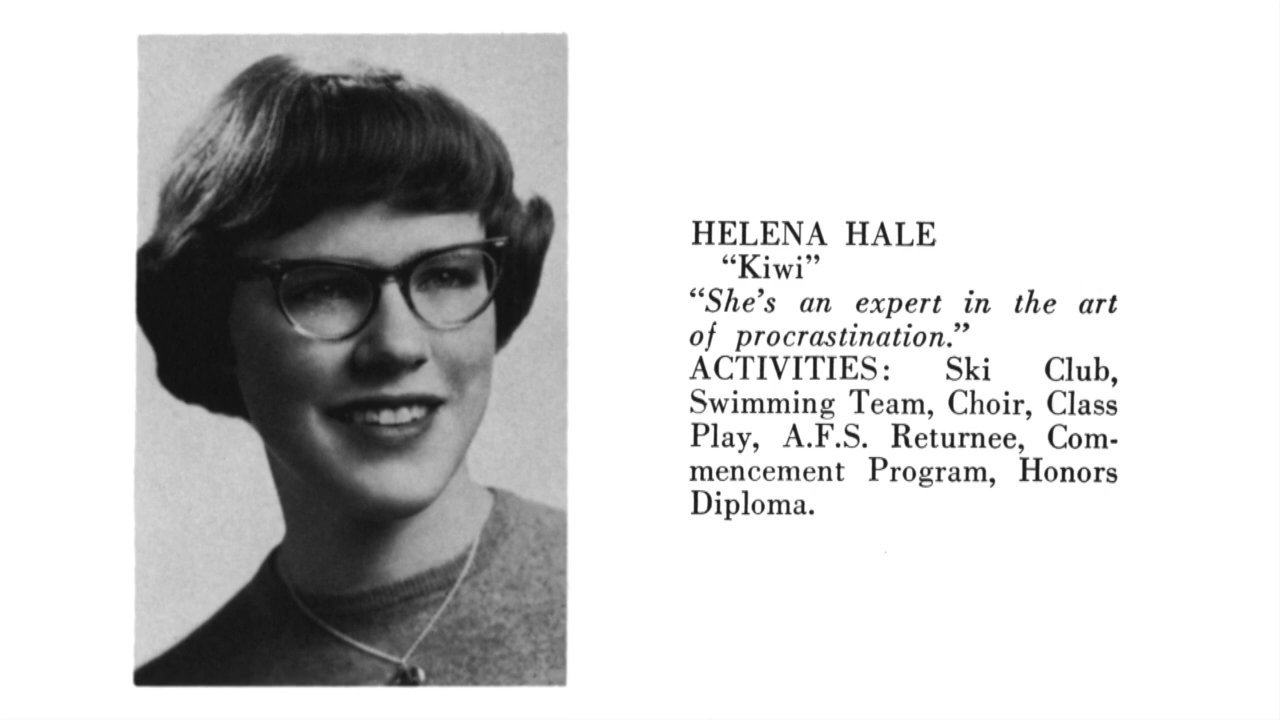 HELENA HALE
“Kiwi”
“She’s an expert in the art
of procrastination.”
ACTIVITIES: Ski Club,
Swimming Team, Choir, Class
Play, A.F.S. Returnee, Com-
mencement Program, Honors
Diploma.